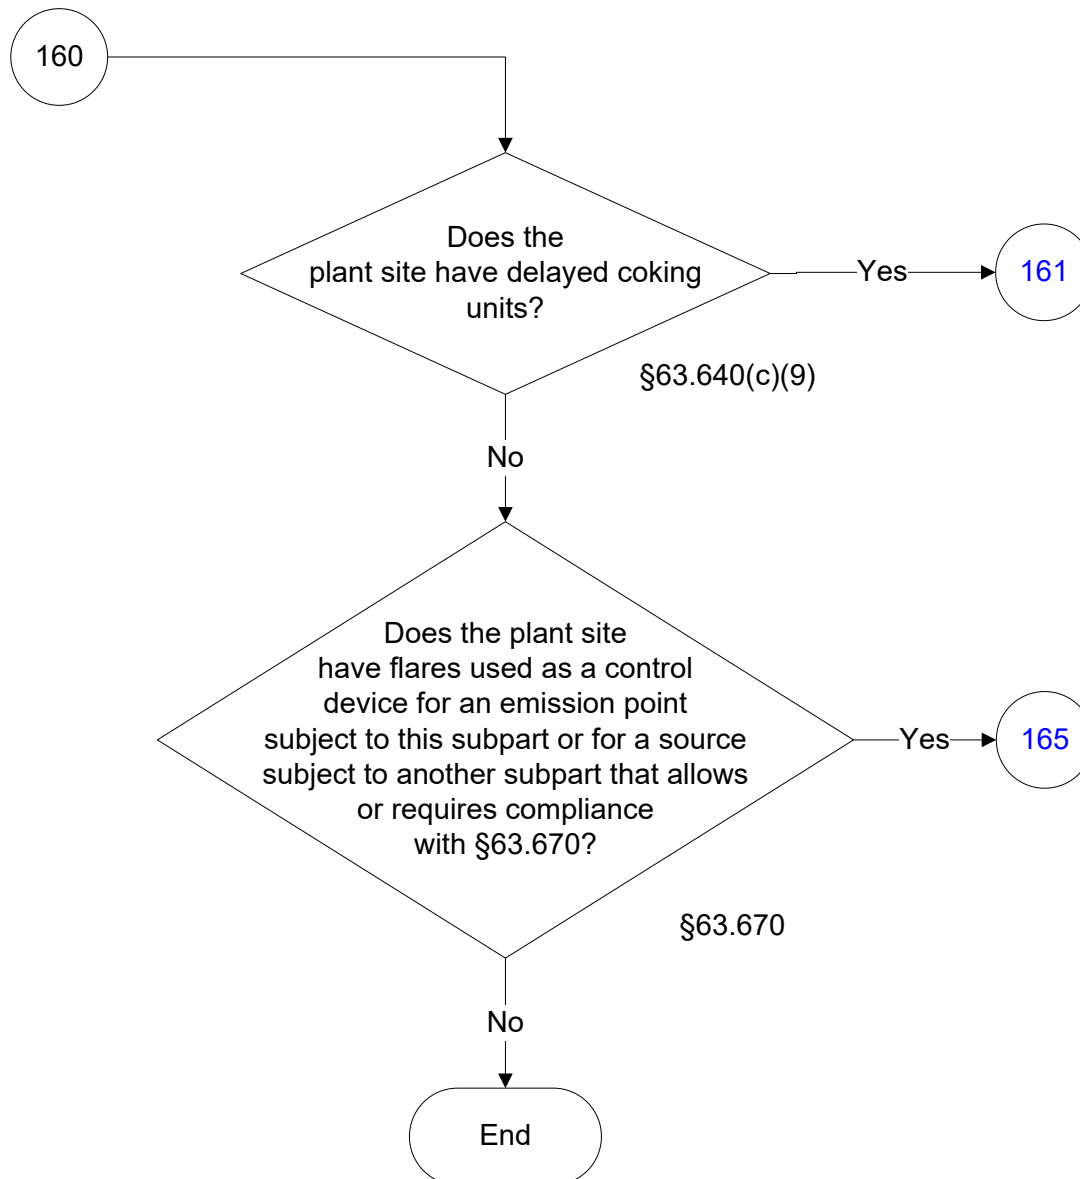 160
Does the
plant site have delayed coking
units?
Yes
161
§63.640(c)(9)
No
Does the plant site
have flares used as a control
device for an emission point
subject to this subpart or for a source
subject to another subpart that allows
or requires compliance
with §63.670?
Yes
165
§63.670
No
End